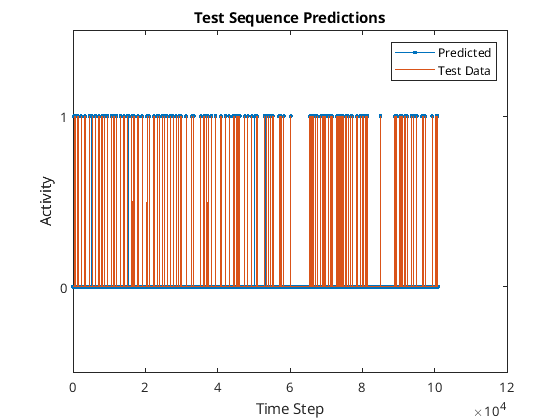 Test Sequence Predictions
Predicted
Test Data
1
0
Activity
0
2
4
6
8
10
12
Time Step
×10^4